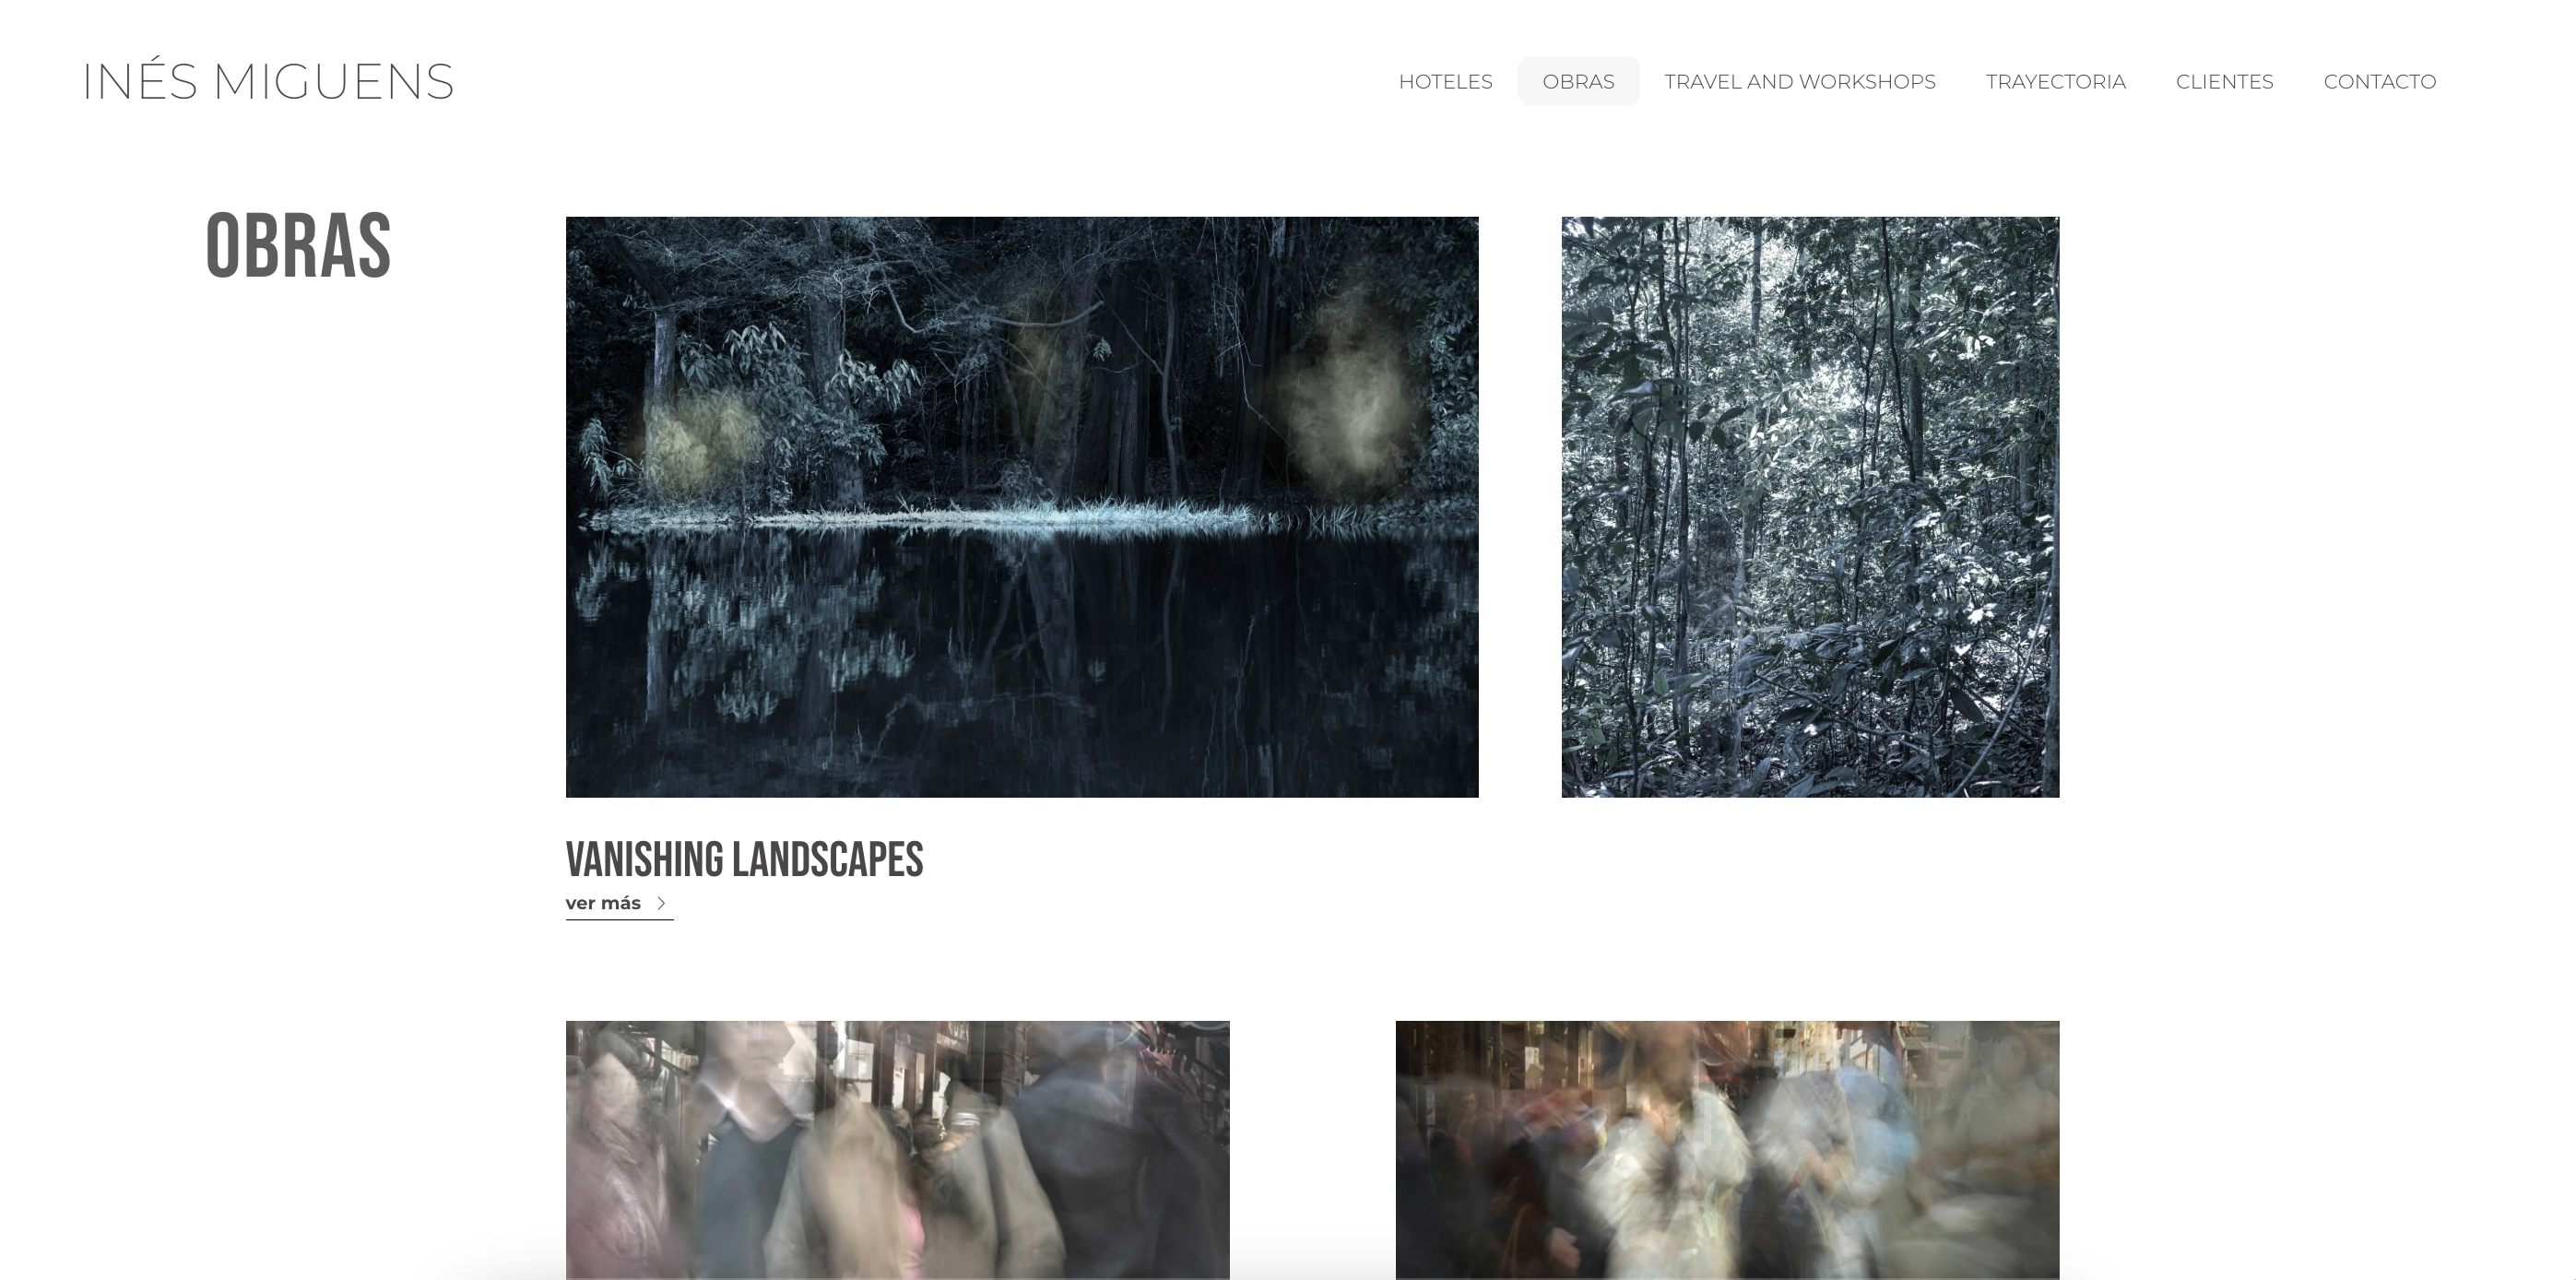 INÉS MIGUENS
HOTELES OBRAS TRAVEL AND WORKSHOPS TRAYECTORIA CLIENTES CONTACTO
OBRAS
VANISHING LANDSCAPES
ver más